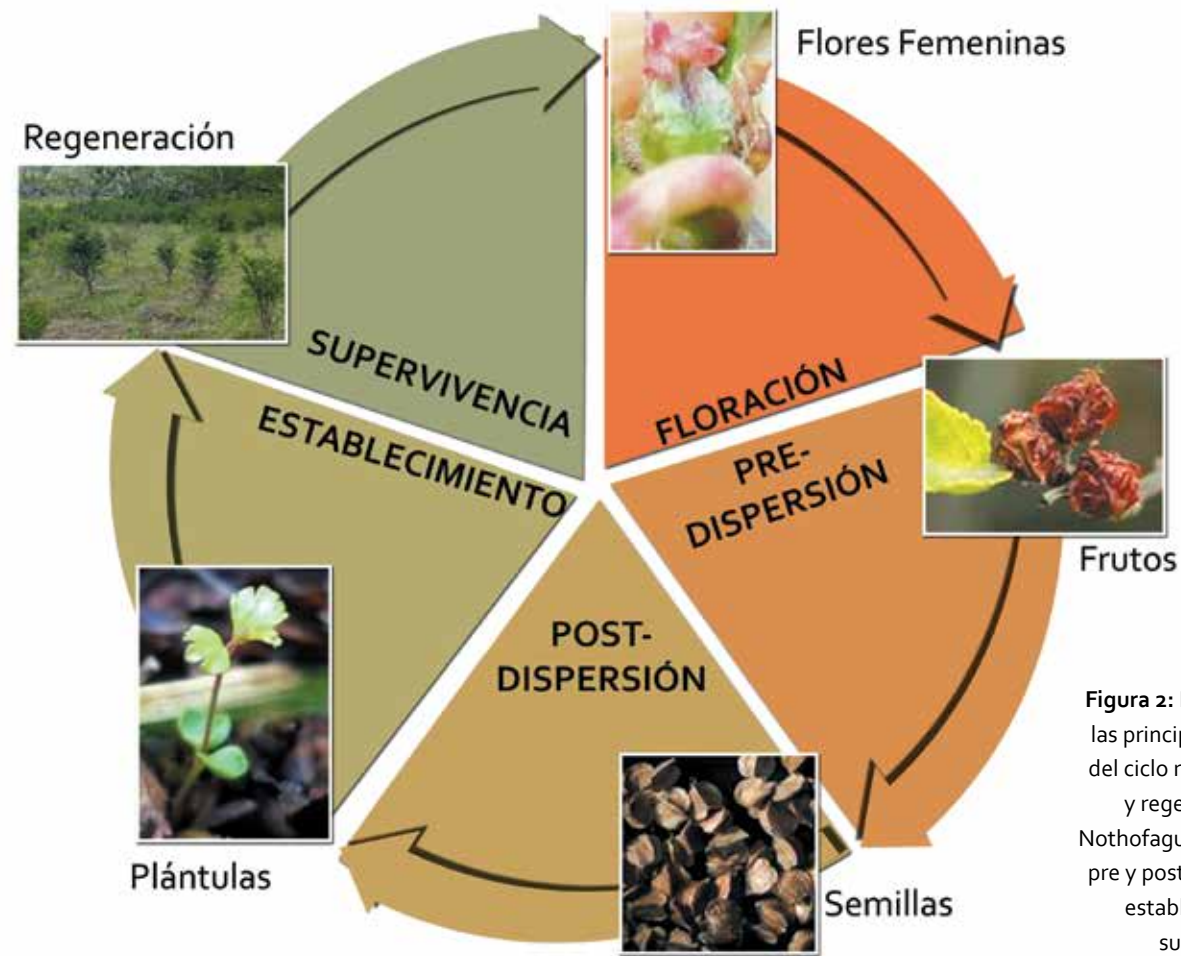 Flores Femeninas
Regeneración
SUPERVIVENCIA
FLORACIÓN
ESTABLECIMIENTO
PRE-
DISPERSIÓN
Frutos
POST-
DISPERSIÓN
Plántulas
Semillas
Figura 2:
las princip
del ciclo
y rege
Nothofagu
pre y post
estab
su